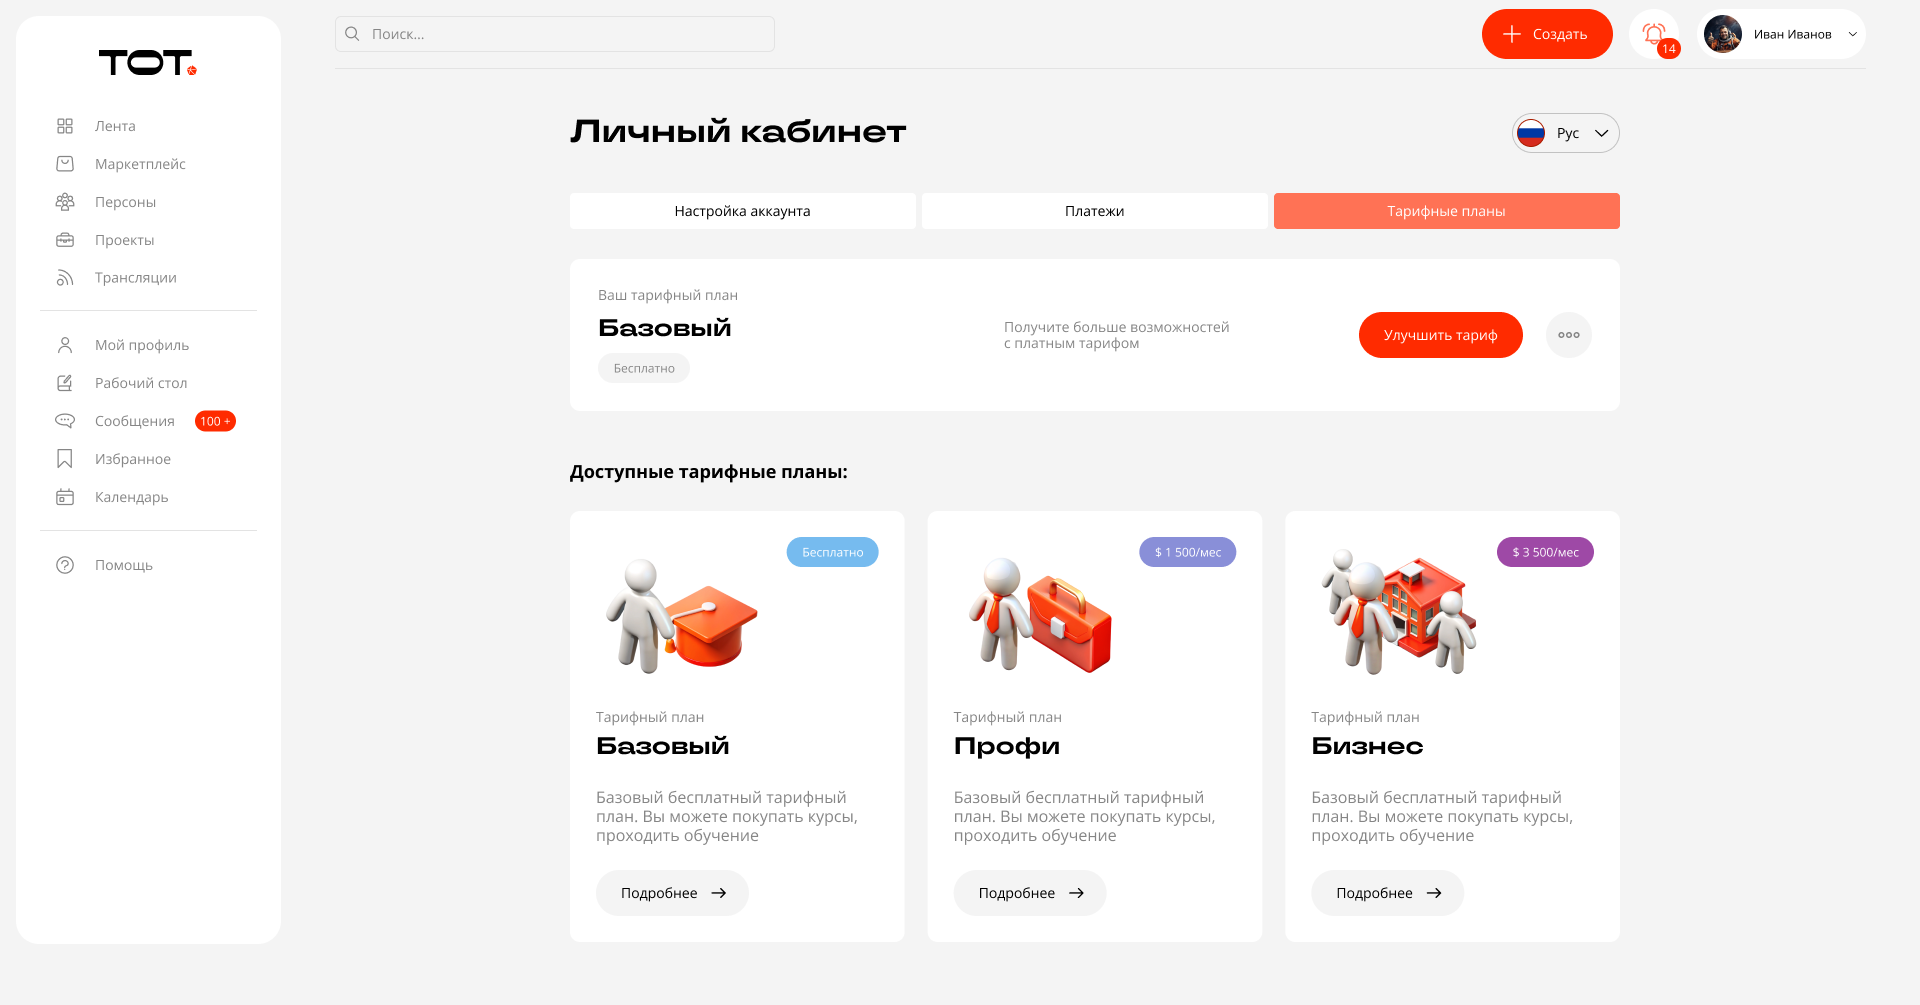 ТОТ.
Лента
Маркетплейс
Персоны
Проекты
Трансляции
Мой профиль
Рабочий стол
Сообщения 100 +
Избранное
Календарь
Помощь
Поиск...
Создать
14
Иван Иванов
Личный кабинет
Рус
Настройка аккаунта
Платежи
Тарифные планы
Ваш тарифный план
Базовый
Бесплатно
Получите больше возможностей
с платным тарифом
Улучшить тариф
Доступные тарифные планы:
Бесплатно
Тарифный план
Базовый
Базовый бесплатный тарифный
план. Вы можете покупать курсы,
проходить обучение
Подробнее
$ 1 500/мес
Тарифный план
Профи
Базовый бесплатный тарифный
план. Вы можете покупать курсы,
проходить обучение
Подробнее
$ 3 500/мес
Тарифный план
Бизнес
Базовый бесплатный тарифный
план. Вы можете покупать курсы,
проходить обучение
Подробнее